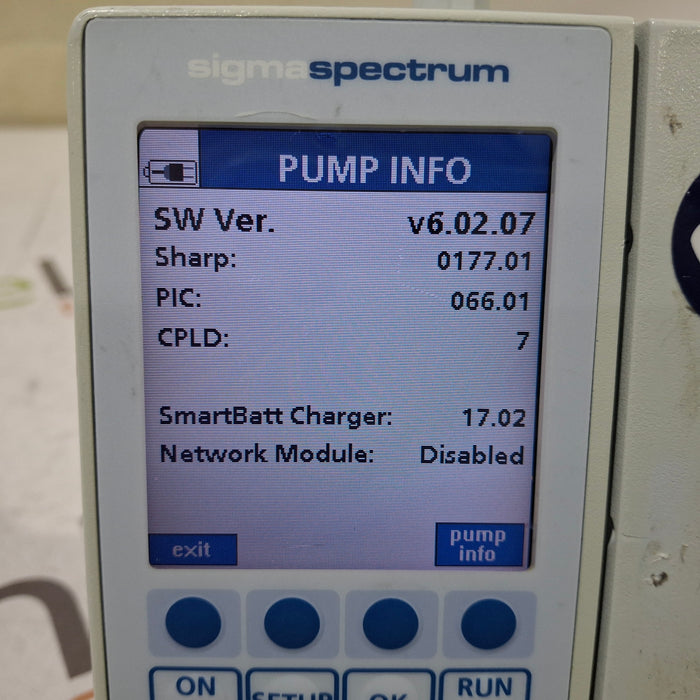 sigmaspectrum
PUMP INFO
SW Ver. v6.02.07
Sharp: 0177.01
PIC: 066.01
CPLD: 7
SmartBatt Charger: 17.02
Network Module: Disabled
exit
pump
info
ON SETUP OK RUN